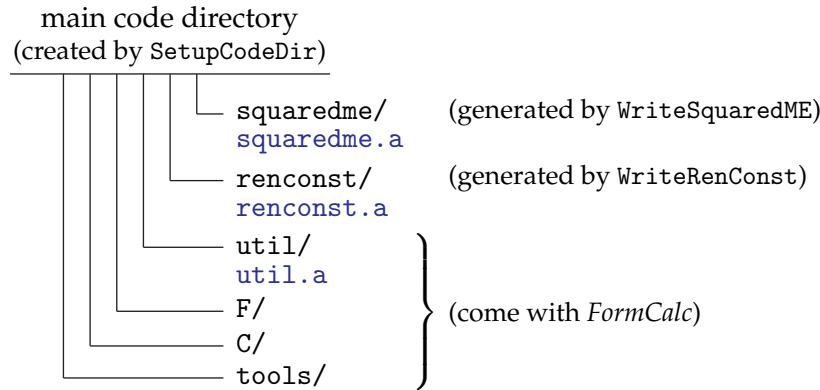 main code directory
(created by SetupCodeDir)
squaredme/ (generated by WriteSquaredME)
squaredme.a
renconst/ (generated by WriteRenConst)
renconst.a
util/
util.a
F/ (come with FormCalc)
C/
tools/